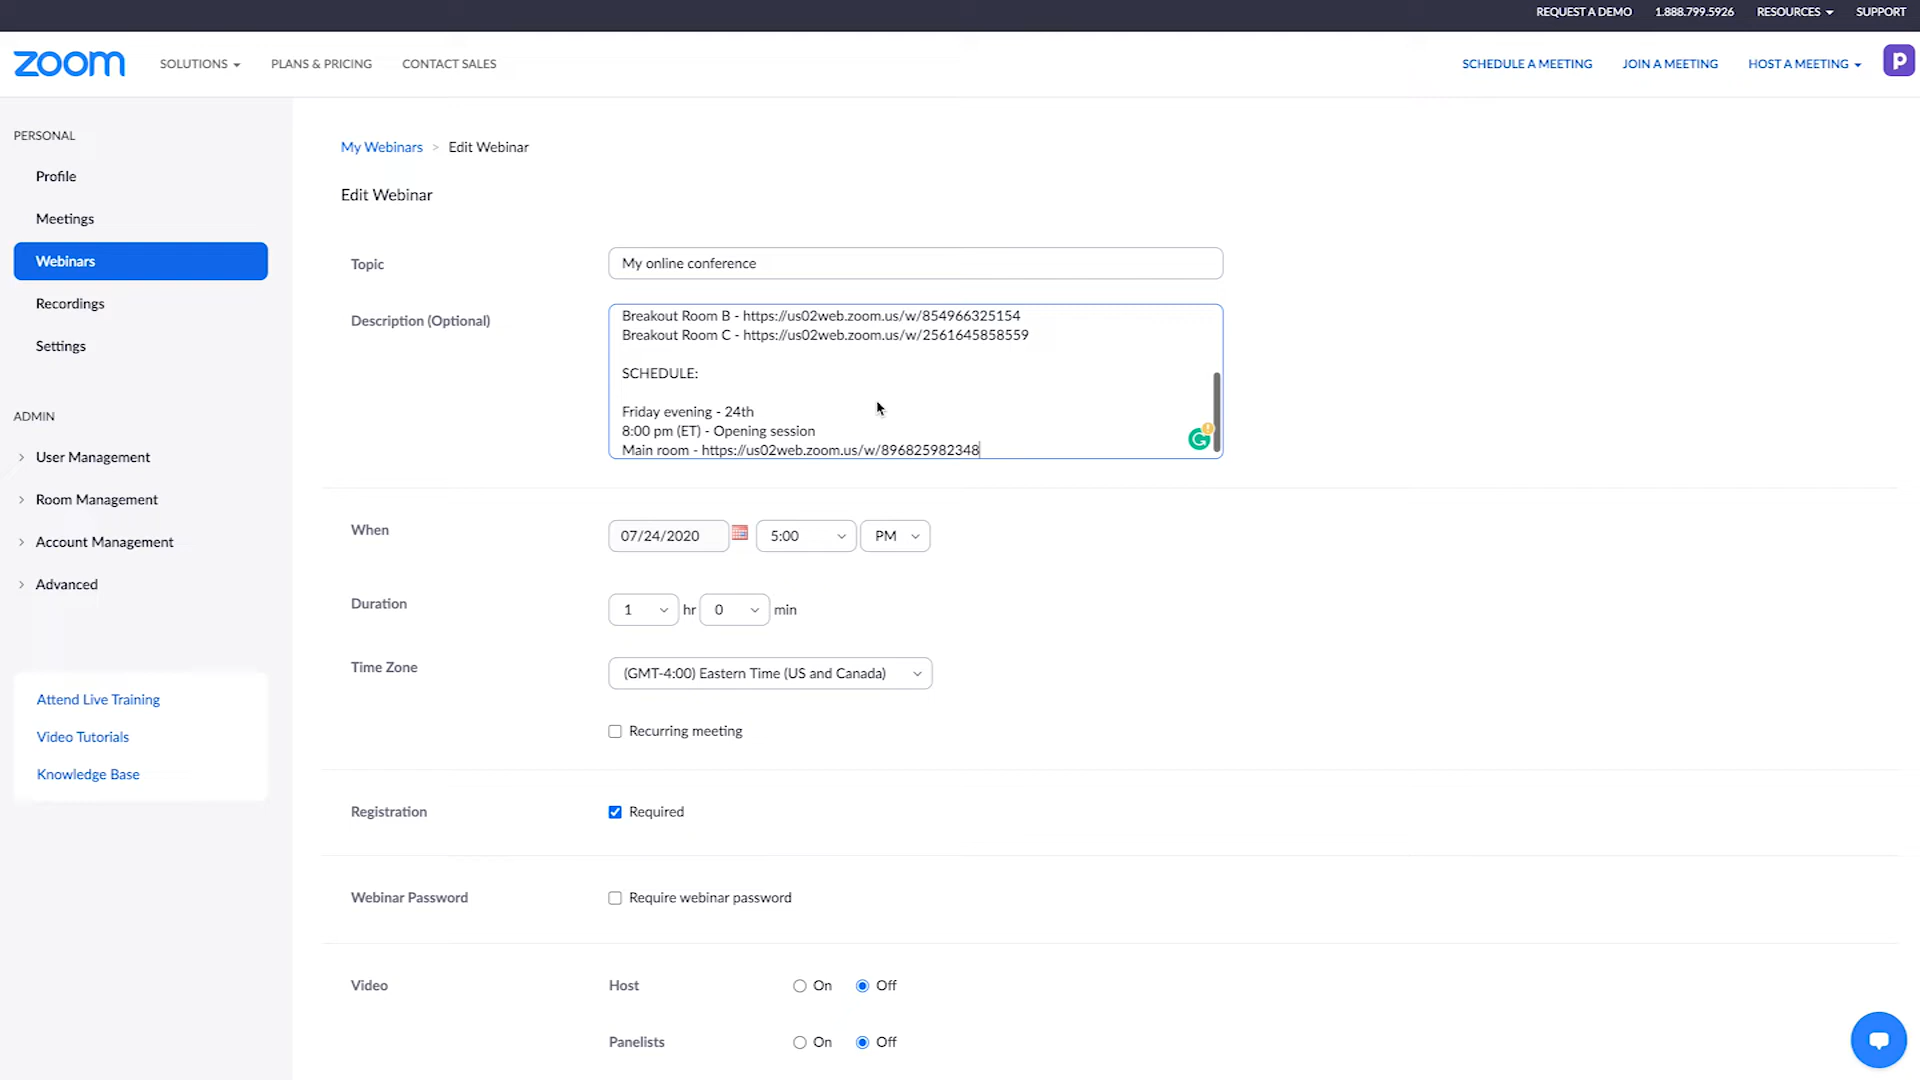 REQUEST A DEMO 1.888.799.5926 RESOURCES SUPPORT
zoom SOLUTIONS PLANS & PRICING CONTACT SALES SCHEDULE A MEETING JOIN A MEETING HOST A MEETING p
PERSONAL
Profile
Meetings
Webinars
Recordings
Settings
ADMIN
User Management
Room Management
Account Management
Advanced
Attend Live Training
Video Tutorials
Knowledge Base
My Webinars > Edit Webinar
Edit Webinar
Topic My online conference
Description (Optional)
Breakout Room B - https://us02web.zoom.us/w/854966325154
Breakout Room C - https://us02web.zoom.us/w/2561645858559
SCHEDULE:
Friday evening - 24th
8:00 pm (ET) - Opening session
Main room - https://us02web.zoom.us/w/896825982348
When 07/24/2020 5:00 PM
Duration 1 hr 0 min
Time Zone (GMT-4:00) Eastern Time (US and Canada)
Recurring meeting
Registration Required
Webinar Password Require webinar password
Video Host On Off
Panelists On Off